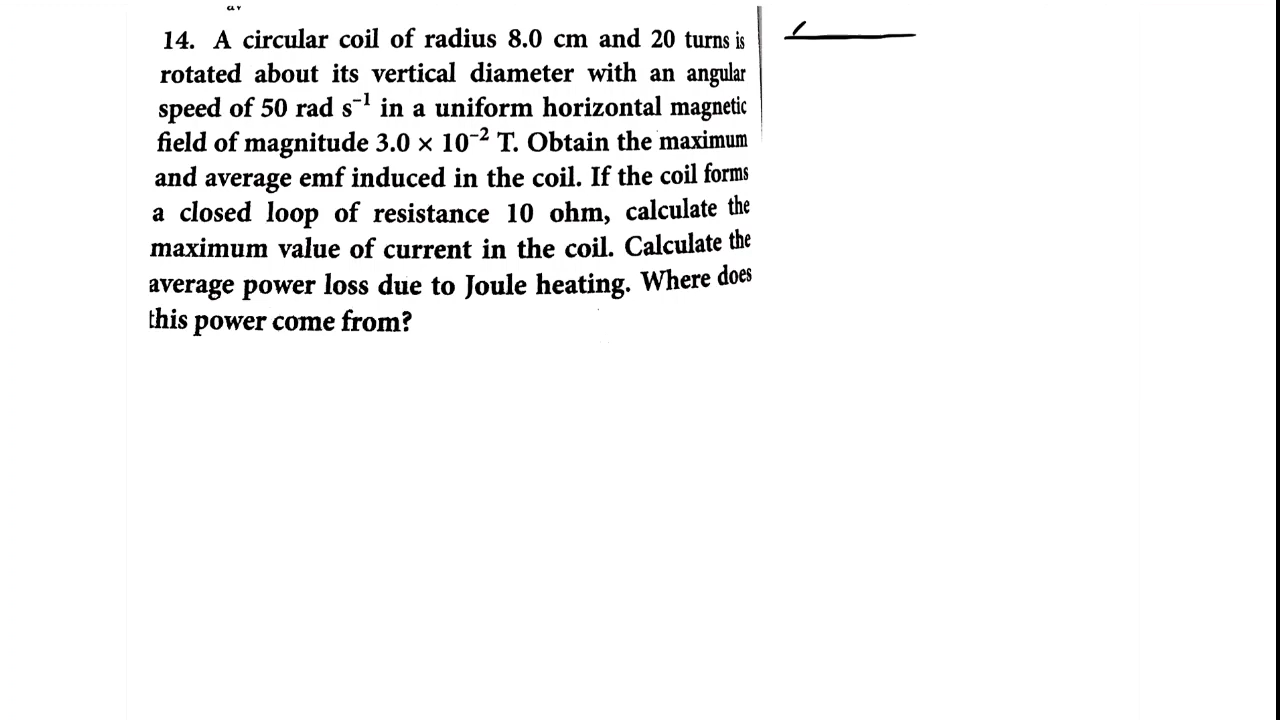 14. A circular coil of radius 8.0 cm and 20 turns is
rotated about its vertical diameter with an angular
speed of 50 rad s⁻¹ in a uniform horizontal magnetic
field of magnitude 3.0 × 10⁻² T. Obtain the maximum
and average emf induced in the coil. If the coil forms
a closed loop of resistance 10 ohm, calculate the
maximum value of current in the coil. Calculate the
average power loss due to Joule heating. Where does
this power come from?